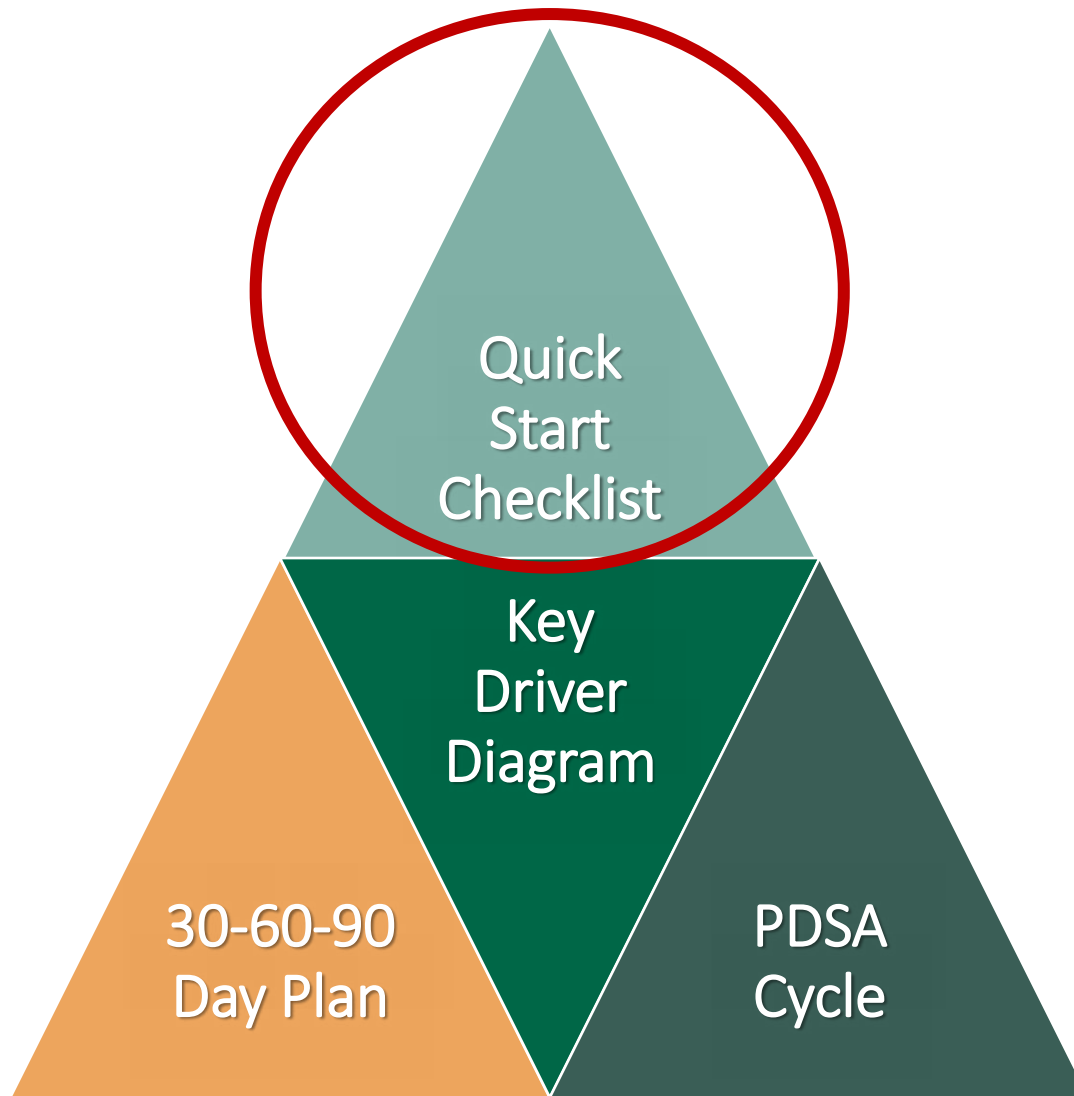 Quick
Start
Checklist
Key
Driver
Diagram
30-60-90
Day Plan
PDSA
Cycle